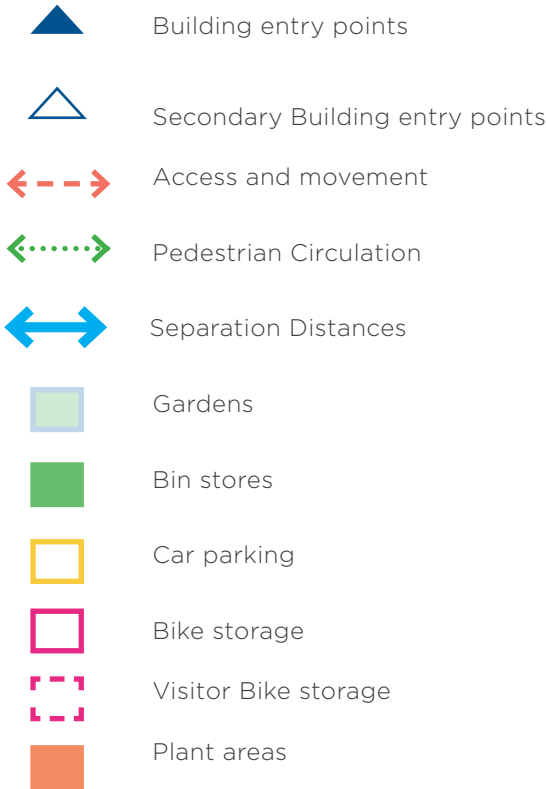 Building entry points
Secondary Building entry points
Access and movement
Pedestrian Circulation
Separation Distances
Gardens
Bin stores
Car parking
Bike storage
Visitor Bike storage
Plant areas